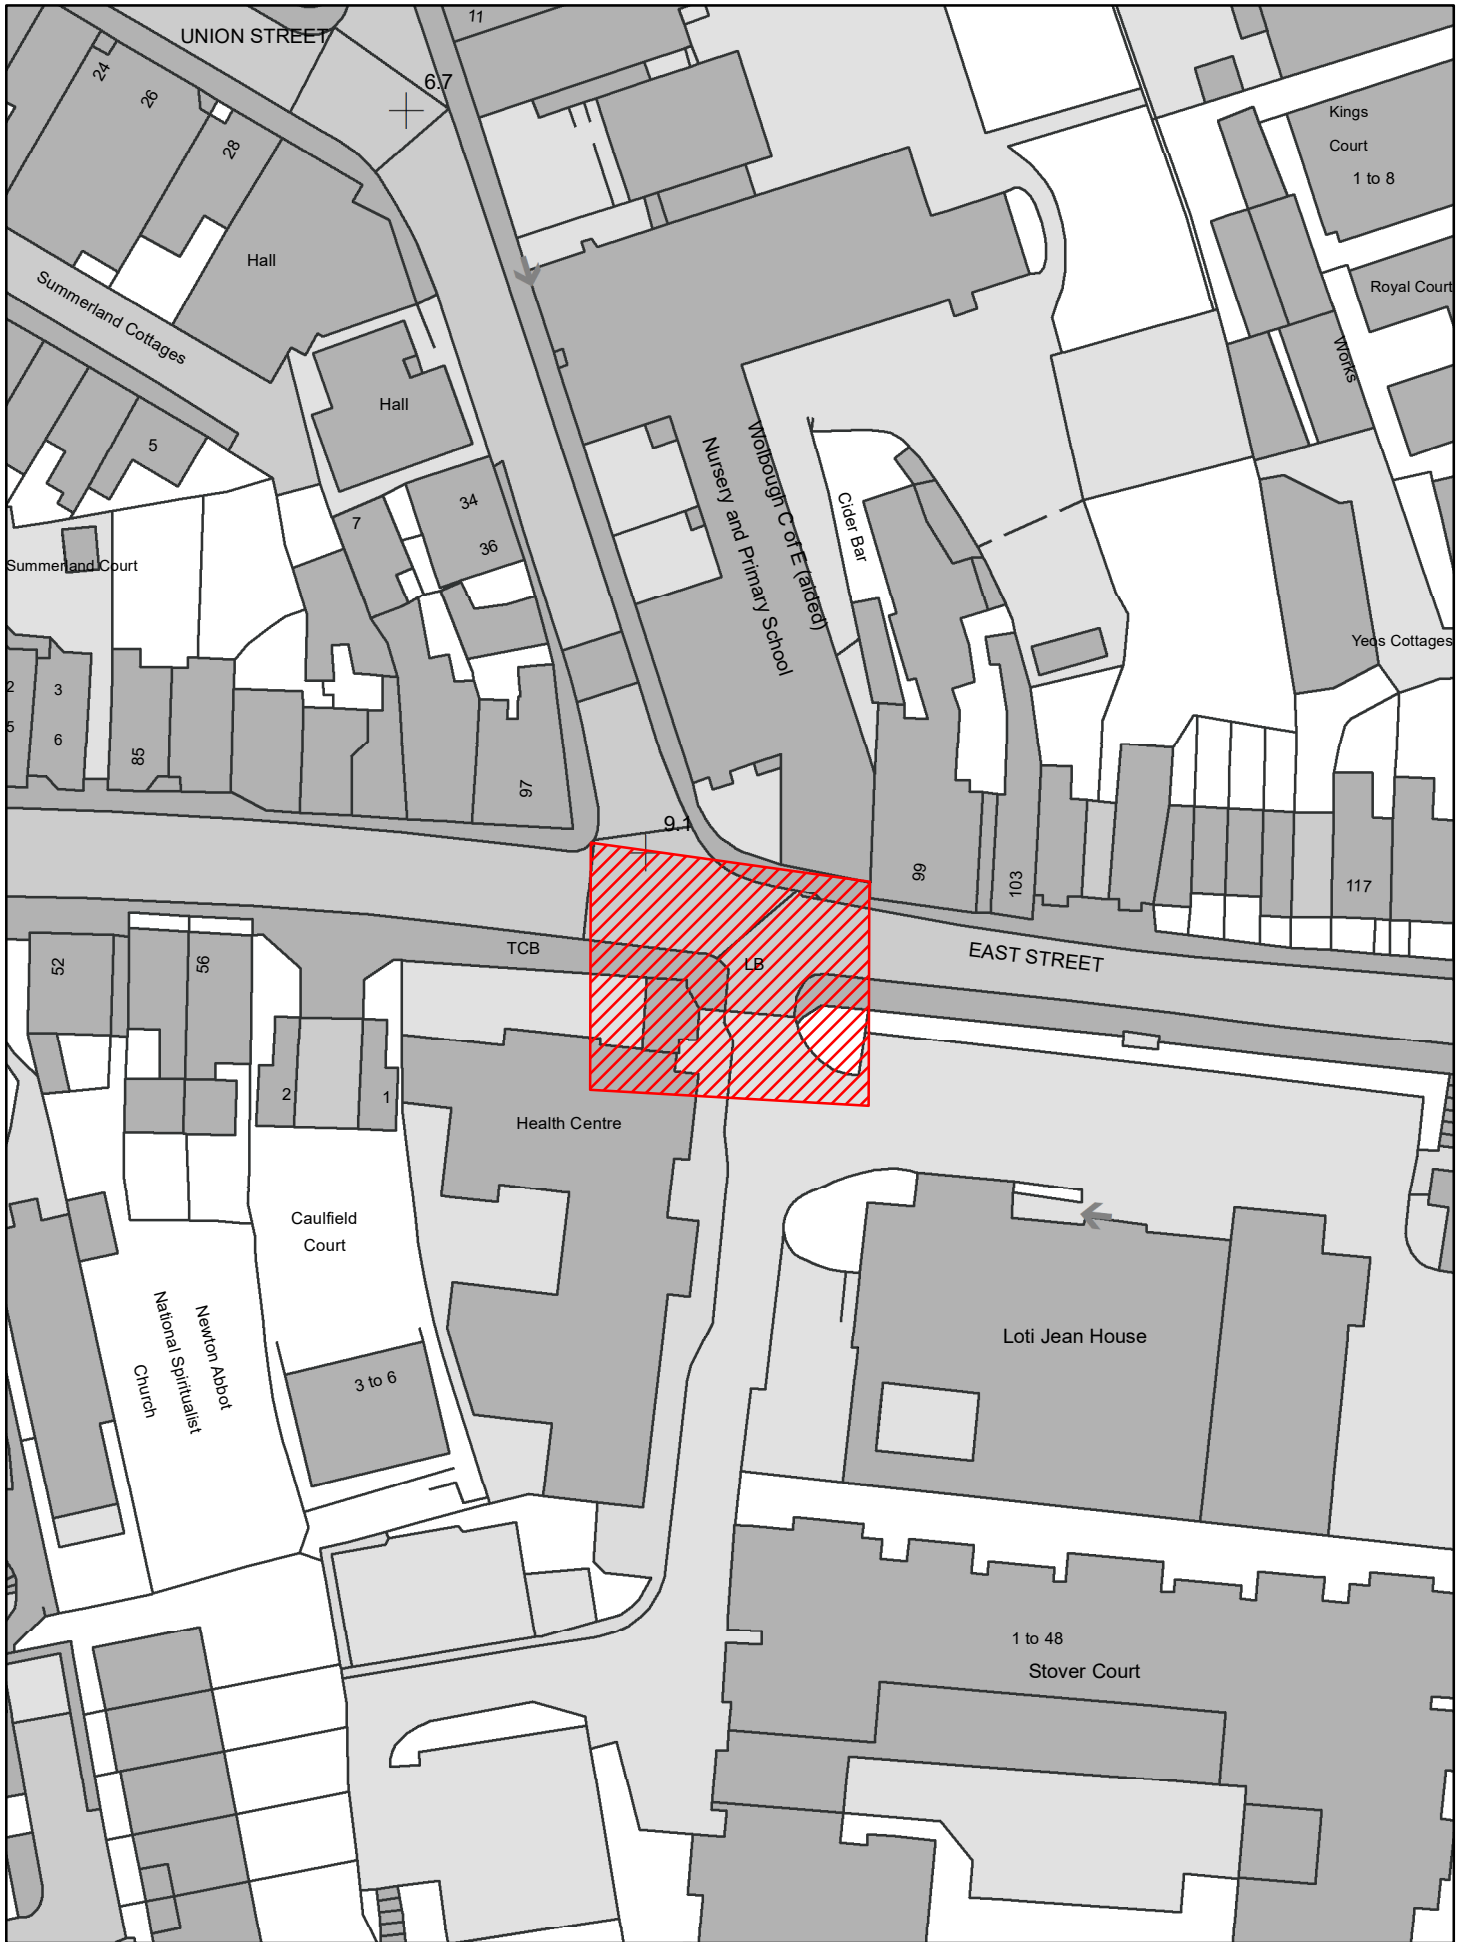 11
UNION STREET
24
26
6.7
28
Kings
Court
1 to 8
Hall
Summerland Cottages
Royal Court
Works
Hall
5
34
36
7
Wolbough C of E (aided)
Nursery and Primary School
Cider Bar
Summerland Court
Yeos Cottages
2
3
5
6
85
97
9.1
99
103
117
TCB
LB
EAST STREET
52
56
2
1
Health Centre
Caulfield
Court
Newton Abbot
National Spiritualist
Church
3 to 6
Loti Jean House
1 to 48
Stover Court